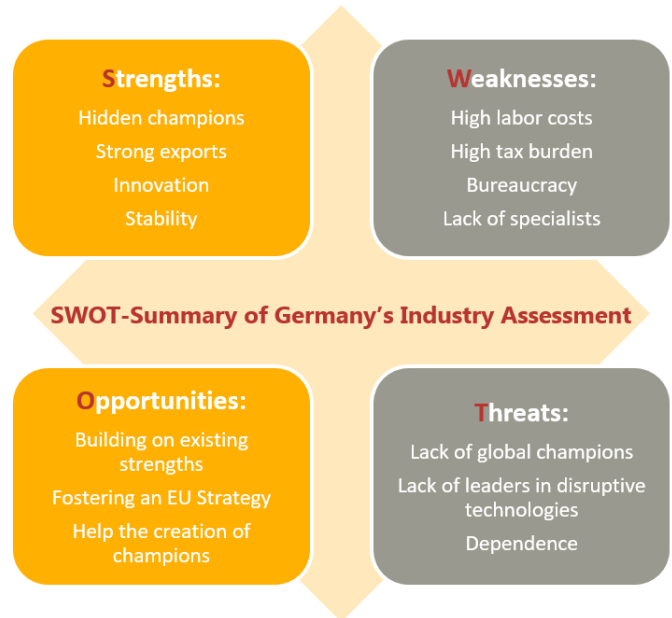 Strengths:
Hidden champions
Strong exports
Innovation
Stability
Weaknesses:
High labor costs
High tax burden
Bureaucracy
Lack of specialists
SWOT-Summary of Germany's Industry Assessment
Opportunities:
Building on existing
strengths
Fostering an EU Strategy
Help the creation of
champions
Threats:
Lack of global champions
Lack of leaders in disruptive
technologies
Dependence